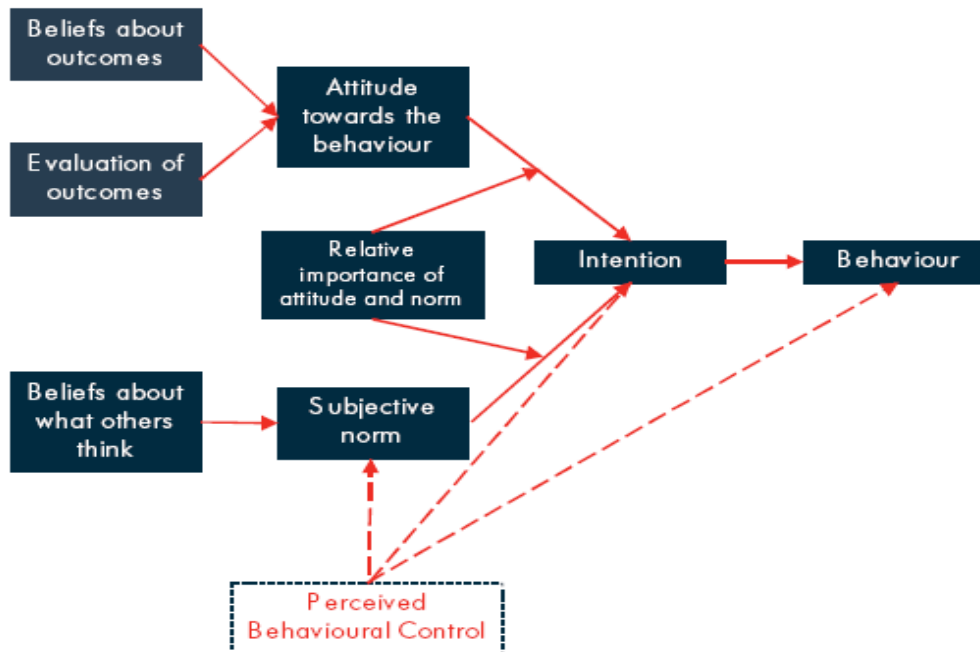 Beliefs about
outcomes
Evaluation of
outcomes
Attitude
towards the
behaviour
Relative
importance of
attitude and norm
Intention
Behaviour
Beliefs about
what others
think
Subjective
norm
Perceived
Behavioural Control